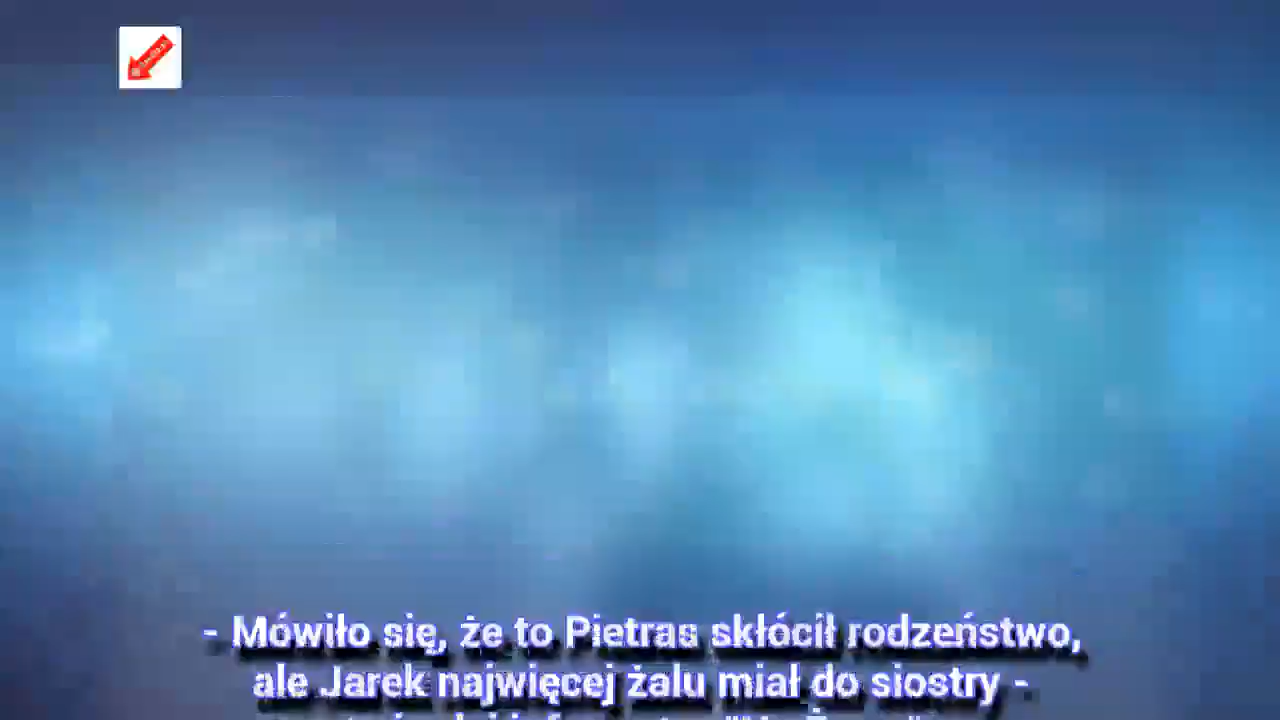 - Mówiło się, że to Pietras skłócił rodzeństwo,
ale Jarek najwięcej żalu miał do siostry -